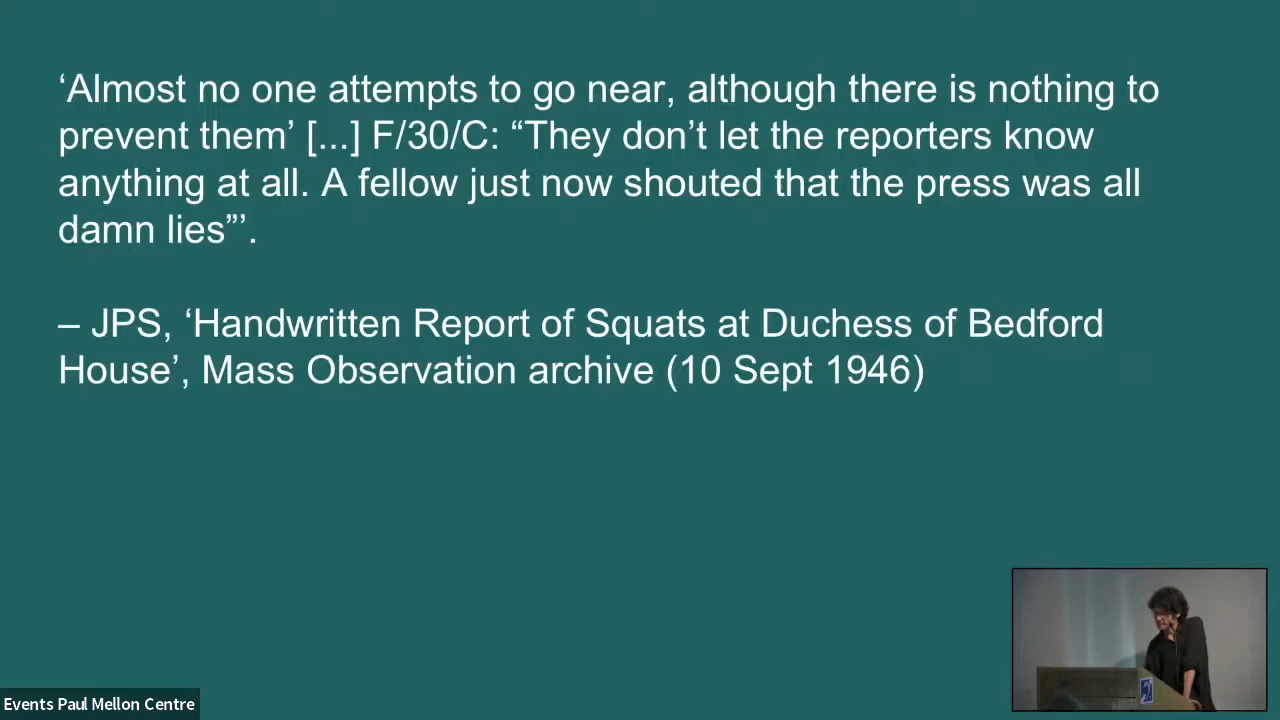 ‘Almost no one attempts to go near, although there is nothing to
prevent them’ [...] F/30/C: “They don’t let the reporters know
anything at all. A fellow just now shouted that the press was all
damn lies”’.
– JPS, ‘Handwritten Report of Squats at Duchess of Bedford
House’, Mass Observation archive (10 Sept 1946)
Events Paul Mellon Centre